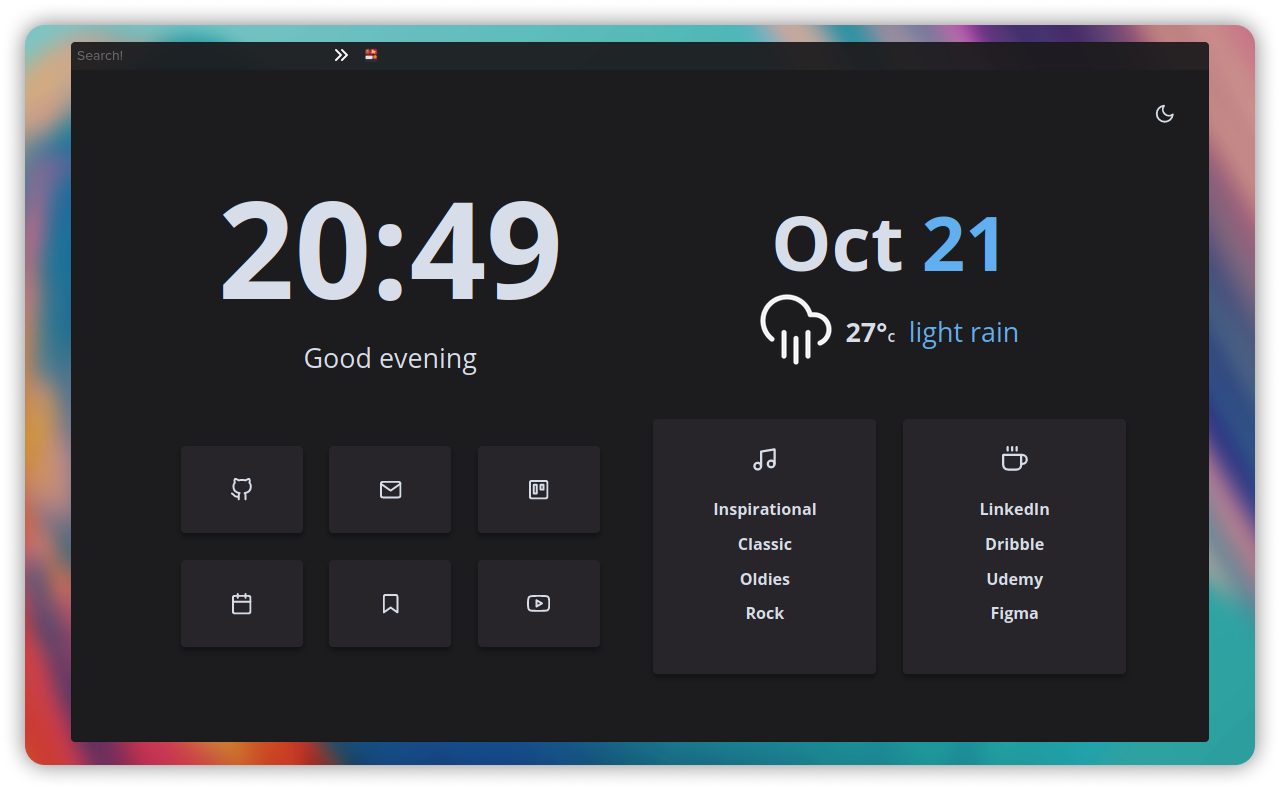 Search!
20:49
Good evening
Oct 21
27°c light rain
Inspirational
Classic
Oldies
Rock
LinkedIn
Dribble
Udemy
Figma